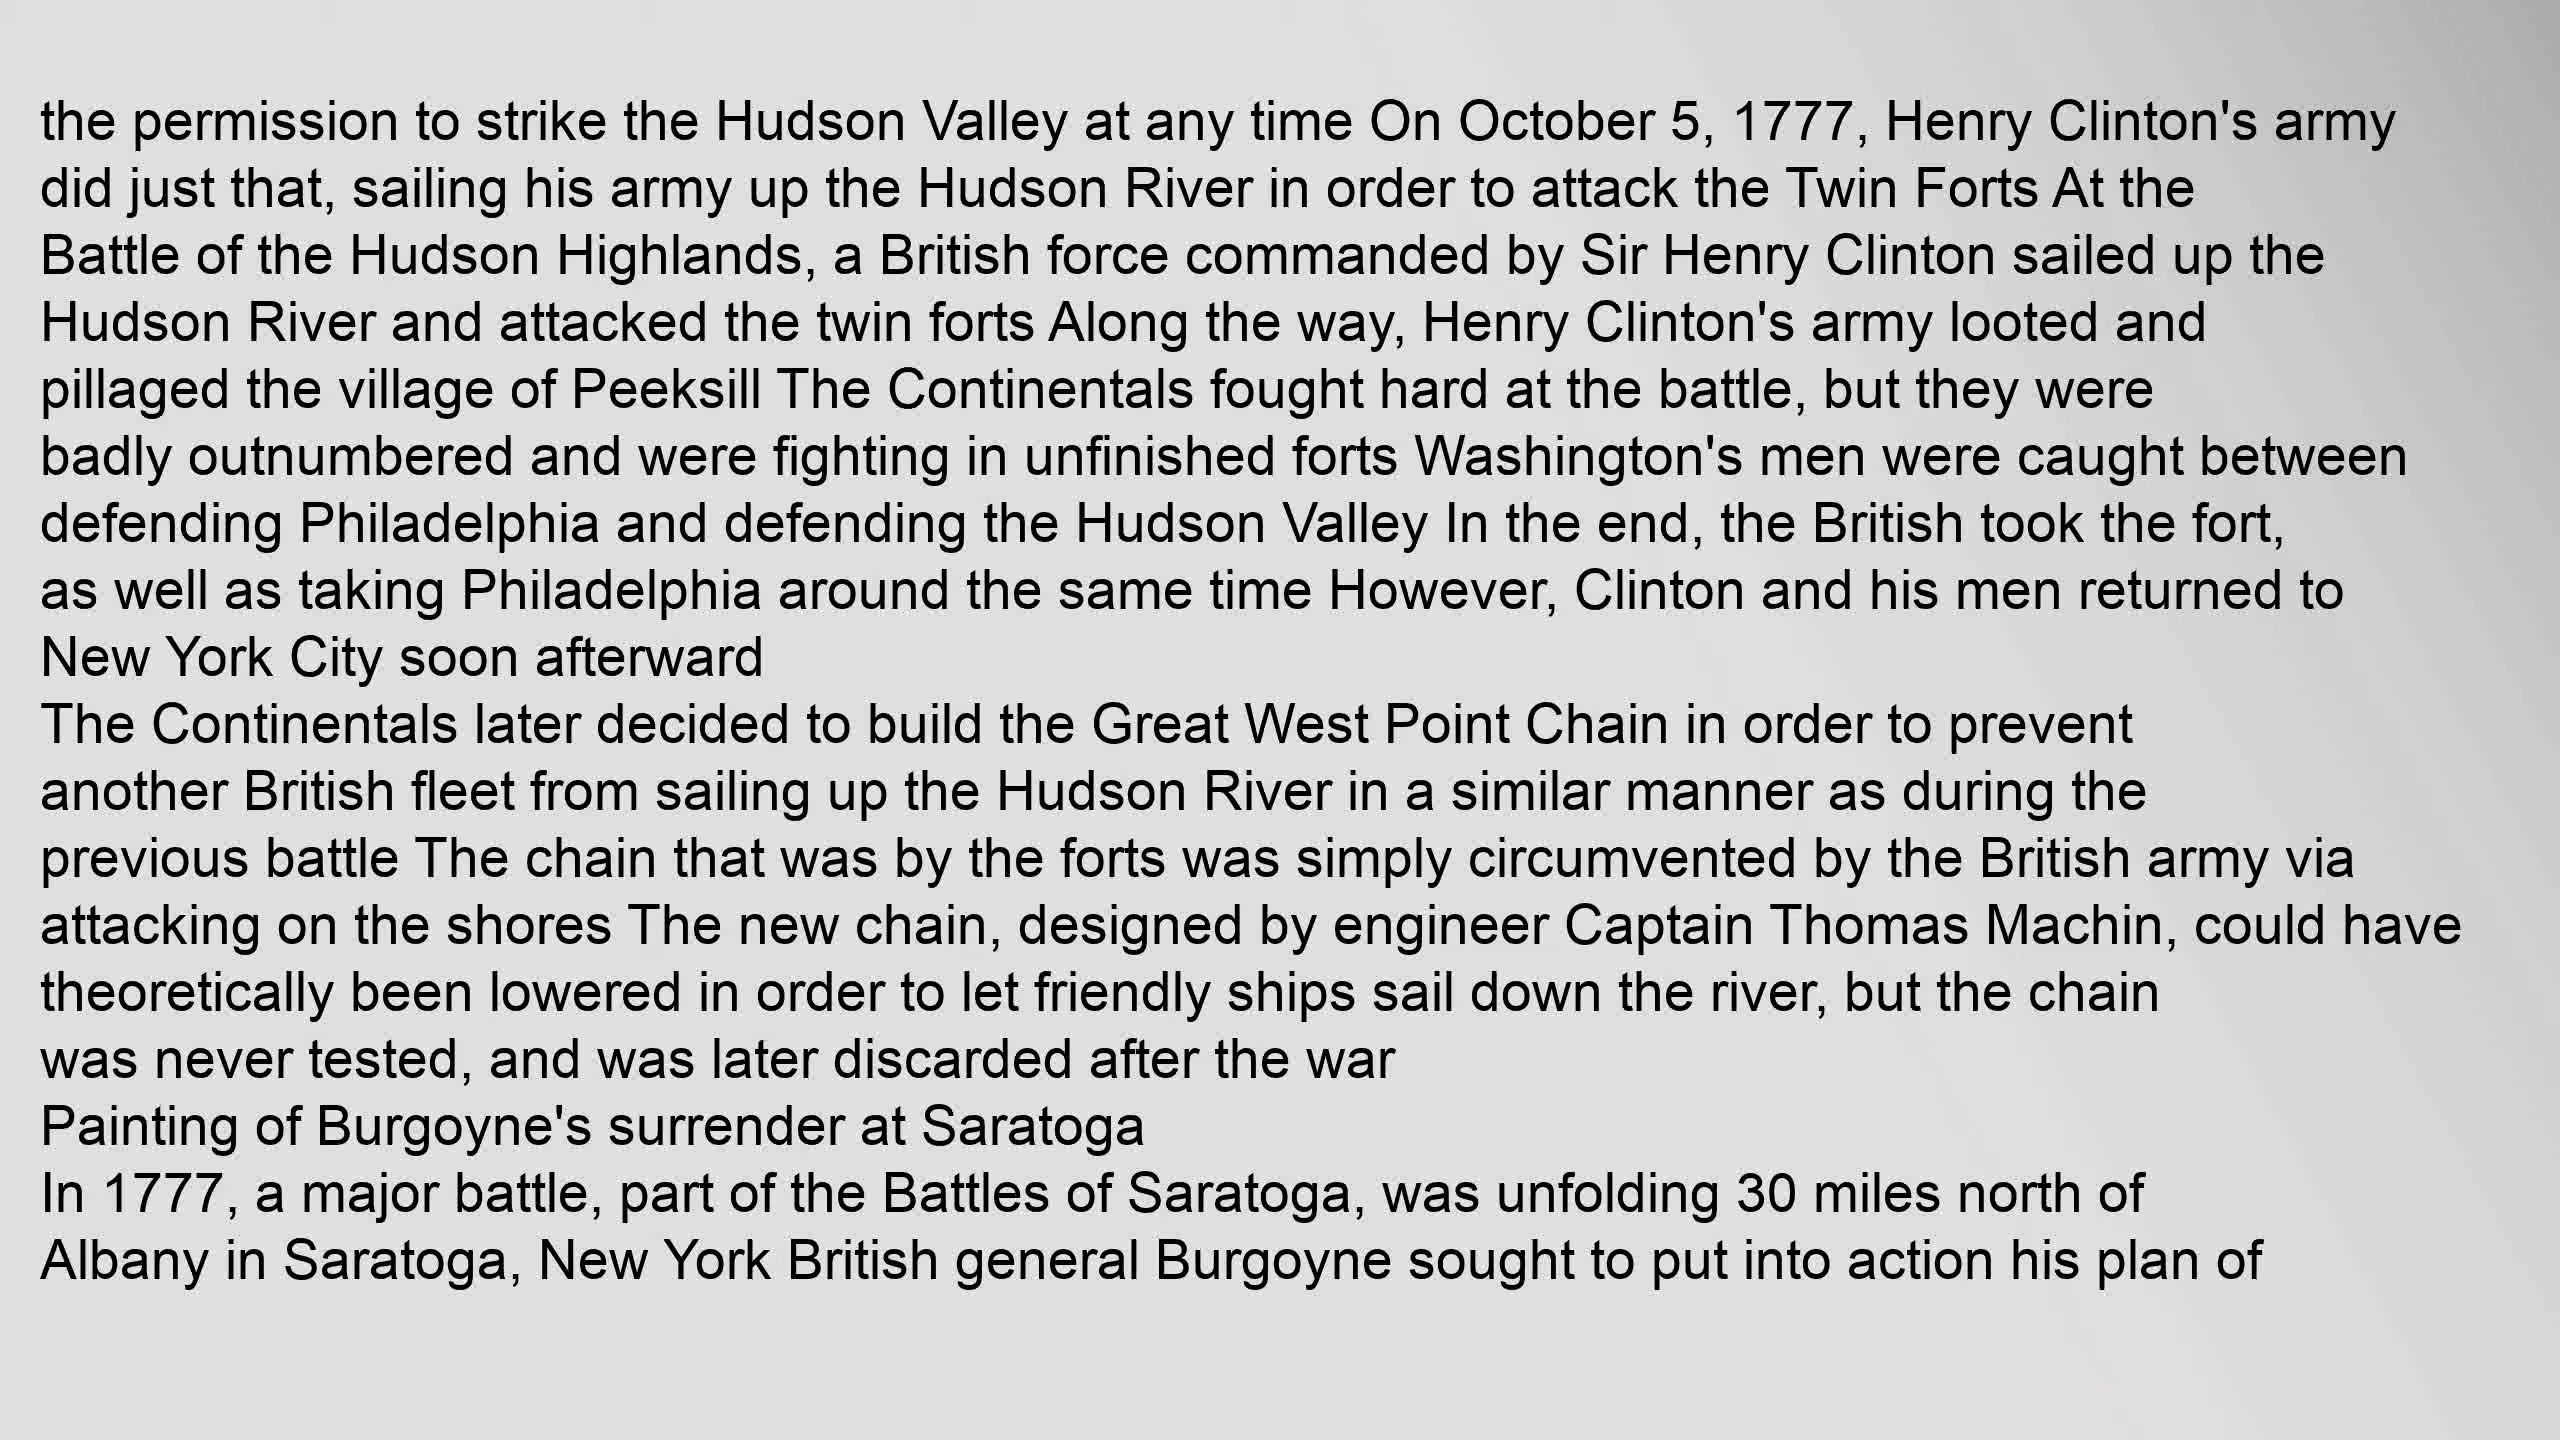 the permission to strike the Hudson Valley at any time On October 5, 1777, Henry Clinton's army
did just that, sailing his army up the Hudson River in order to attack the Twin Forts At the
Battle of the Hudson Highlands, a British force commanded by Sir Henry Clinton sailed up the
Hudson River and attacked the twin forts Along the way, Henry Clinton's army looted and
pillaged the village of Peeksill The Continentals fought hard at the battle, but they were
badly outnumbered and were fighting in unfinished forts Washington's men were caught between
defending Philadelphia and defending the Hudson Valley In the end, the British took the fort,
as well as taking Philadelphia around the same time However, Clinton and his men returned to
New York City soon afterward
The Continentals later decided to build the Great West Point Chain in order to prevent
another British fleet from sailing up the Hudson River in a similar manner as during the
previous battle The chain that was by the forts was simply circumvented by the British army via
attacking on the shores The new chain, designed by engineer Captain Thomas Machin, could have
theoretically been lowered in order to let friendly ships sail down the river, but the chain
was never tested, and was later discarded after the war
Painting of Burgoyne's surrender at Saratoga
In 1777, a major battle, part of the Battles of Saratoga, was unfolding 30 miles north of
Albany in Saratoga, New York British general Burgoyne sought to put into action his plan of